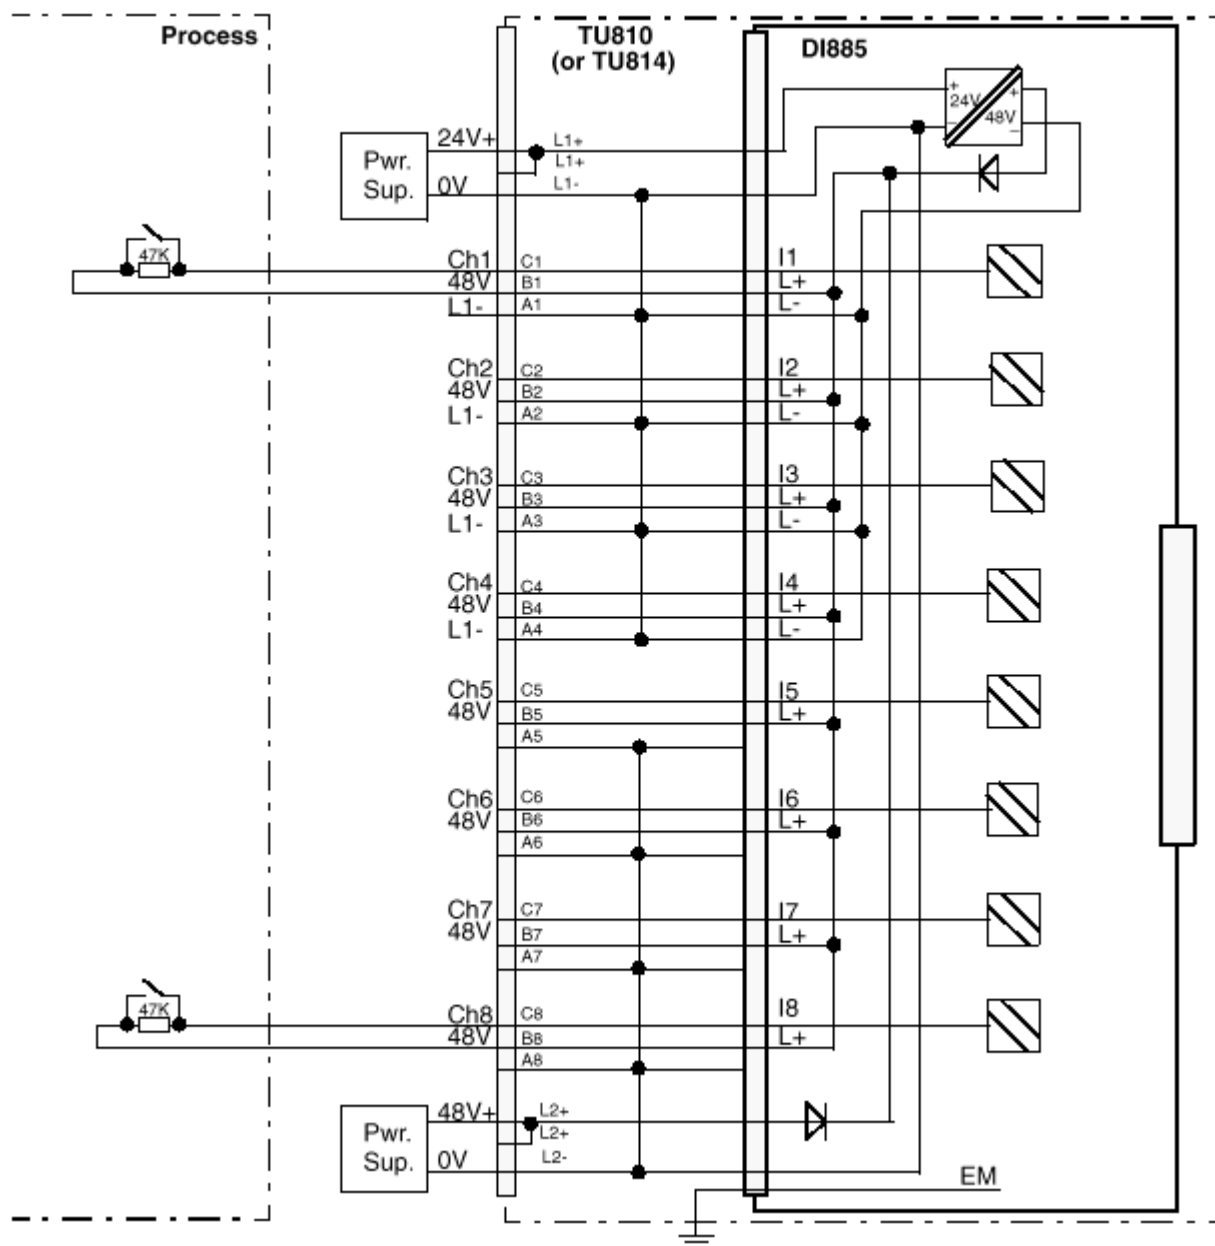 Process
TU810
(or TU814)
DI885
+
24V
-
+
48V
-
Pwr.
Sup.
24V+
0V
L1+
L1+
L1-
47K
Ch1
48V
L1-
C1
B1
A1
I1
L+
L-
Ch2
48V
L1-
C2
B2
A2
I2
L+
L-
Ch3
48V
L1-
C3
B3
A3
I3
L+
L-
Ch4
48V
L1-
C4
B4
A4
I4
L+
L-
Ch5
48V
C5
B5
A5
I5
L+
Ch6
48V
C6
B6
A6
I6
L+
Ch7
48V
C7
B7
A7
I7
L+
47K
Ch8
48V
C8
B8
A8
I8
L+
Pwr.
Sup.
48V+
0V
L2+
L2+
L2-
EM